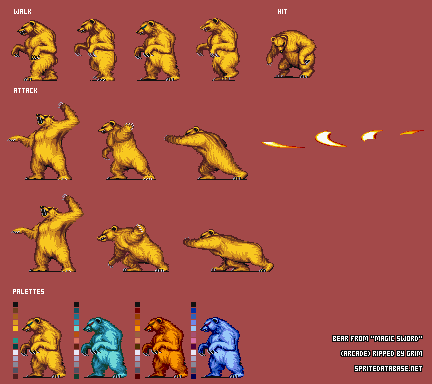 WALK
HIT
ATTACK
PALETTES
BEAR FROM "MAGIC SWORD"
(ARCADE) RIPPED BY GRIM
SPRITEDATABASE.NET